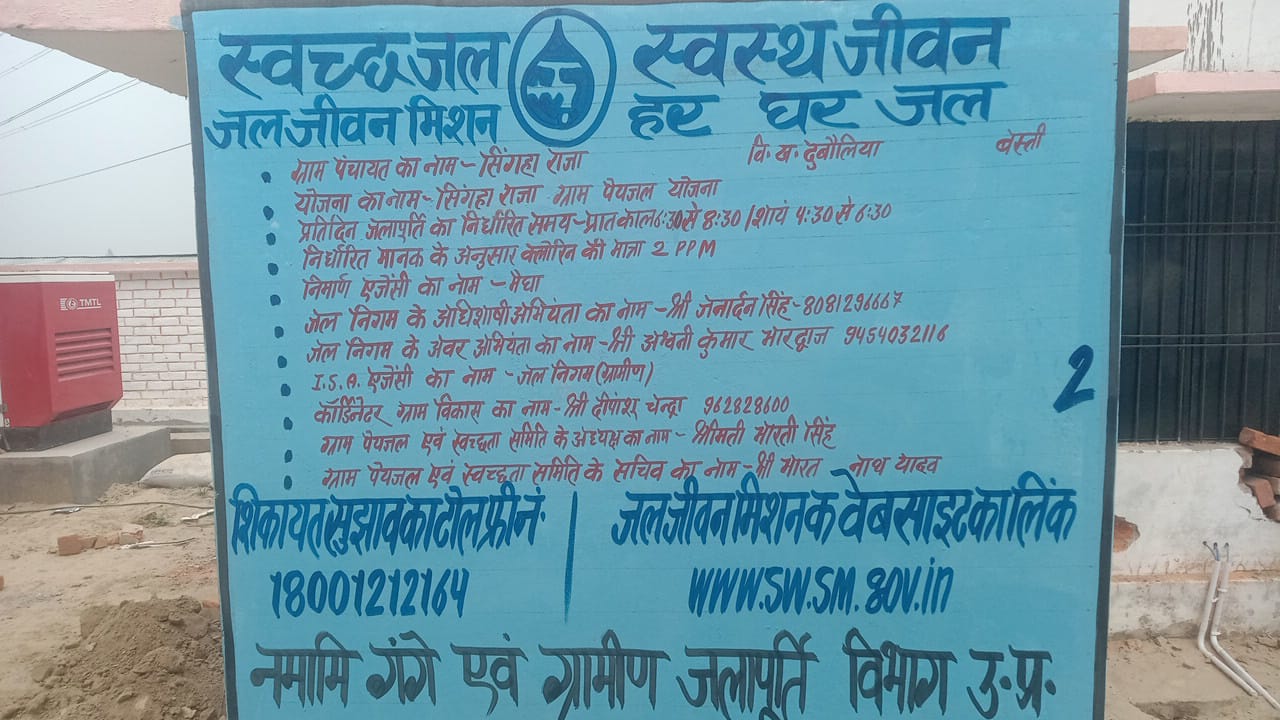 TMTL
स्वच्छ जल स्वस्थ जीवन
जल जीवन मिशन हर घर जल
ग्राम पंचायत का नाम - सिंगहा राजा वि. ख. दुबौलिया बस्ती
योजना का नाम - सिंगहा राजा ग्राम पेयजल योजना
प्रतिदिन जलापूर्ति का निर्धारित समय - प्रातकाल 6:30 से 8:30 / शायं 4:30 से 6:30
निर्धारित मानक के अनुसार क्लोरिन की मात्रा 2 PPM
निर्माण एजेंसी का नाम - मेघा
जल निगम के अधिशाषी अभियंता का नाम - श्री जनार्दन सिंह - 8081296667
जल निगम के अवर अभियंता का नाम - श्री अश्वनी कुमार भारद्वाज 9454032116
I.S.A. एजेंसी का नाम - जल निगम (ग्रामीण)
कॉर्डिनेटर ग्राम विकास का नाम - श्री चन्द्रा 962828600
ग्राम पेयजल एवं स्वच्छता समिति के अध्यक्ष का नाम - श्रीमती भारती सिंह
ग्राम पेयजल एवं स्वच्छता समिति के सचिव का नाम - श्री भारत नाथ यादव
2
शिकायत सुझाव का टोल फ्री नं. | जल जीवन मिशन क वेबसाइट का लिंक
18001212164 www.sw.sm.gov.in
नमामि गंगे एवं ग्रामीण जलापूर्ति विभाग उ. प्र.